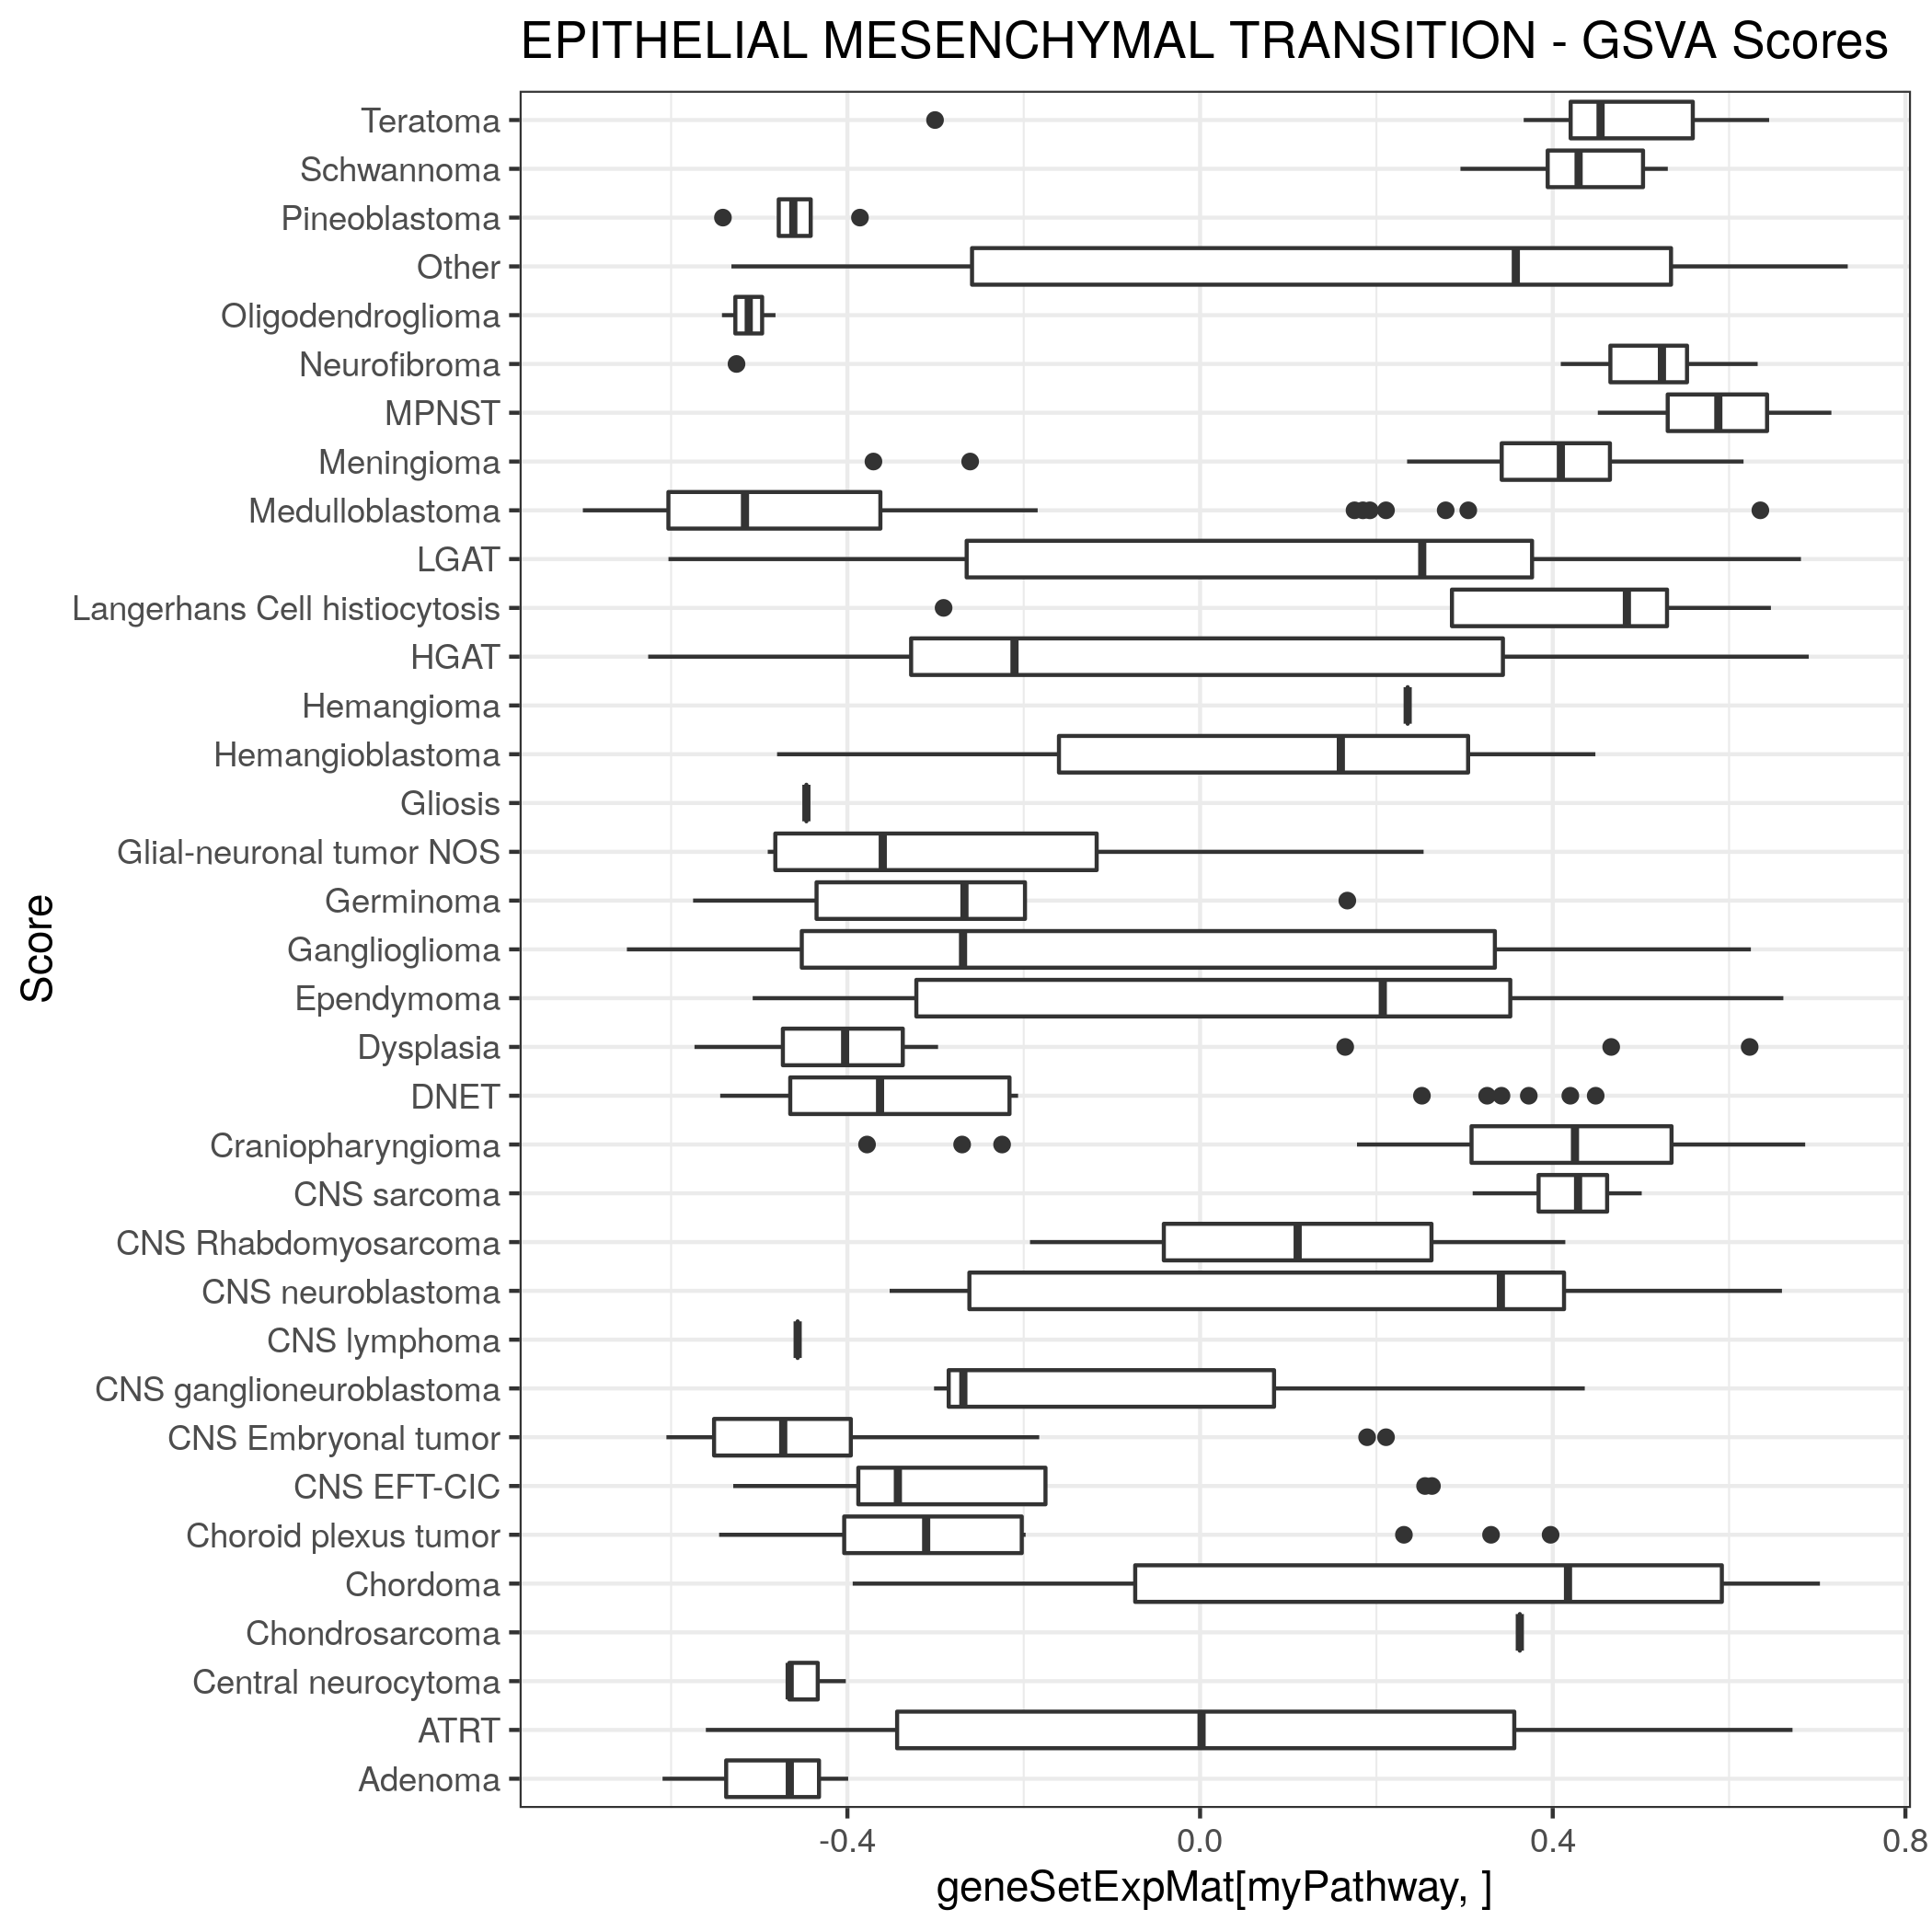 EPITHELIAL MESENCHYMAL TRANSITION - GSVA Scores
Teratoma
Schwannoma
Pineoblastoma
Other
Oligodendroglioma
Neurofibroma
MPNST
Meningioma
Medulloblastoma
LGAT
Langerhans Cell histiocytosis
HGAT
Hemangioma
Hemangioblastoma
Gliosis
Glial-neuronal tumor NOS
Germinoma
Ganglioglioma
Ependymoma
Dysplasia
DNET
Craniopharyngioma
CNS sarcoma
CNS Rhabdomyosarcoma
CNS neuroblastoma
CNS lymphoma
CNS ganglioneuroblastoma
CNS Embryonal tumor
CNS EFT-CIC
Choroid plexus tumor
Chordoma
Chondrosarcoma
Central neurocytoma
ATRT
Adenoma
Score
-0.4 0.0 0.4 0.8
geneSetExpMat[myPathway, ]